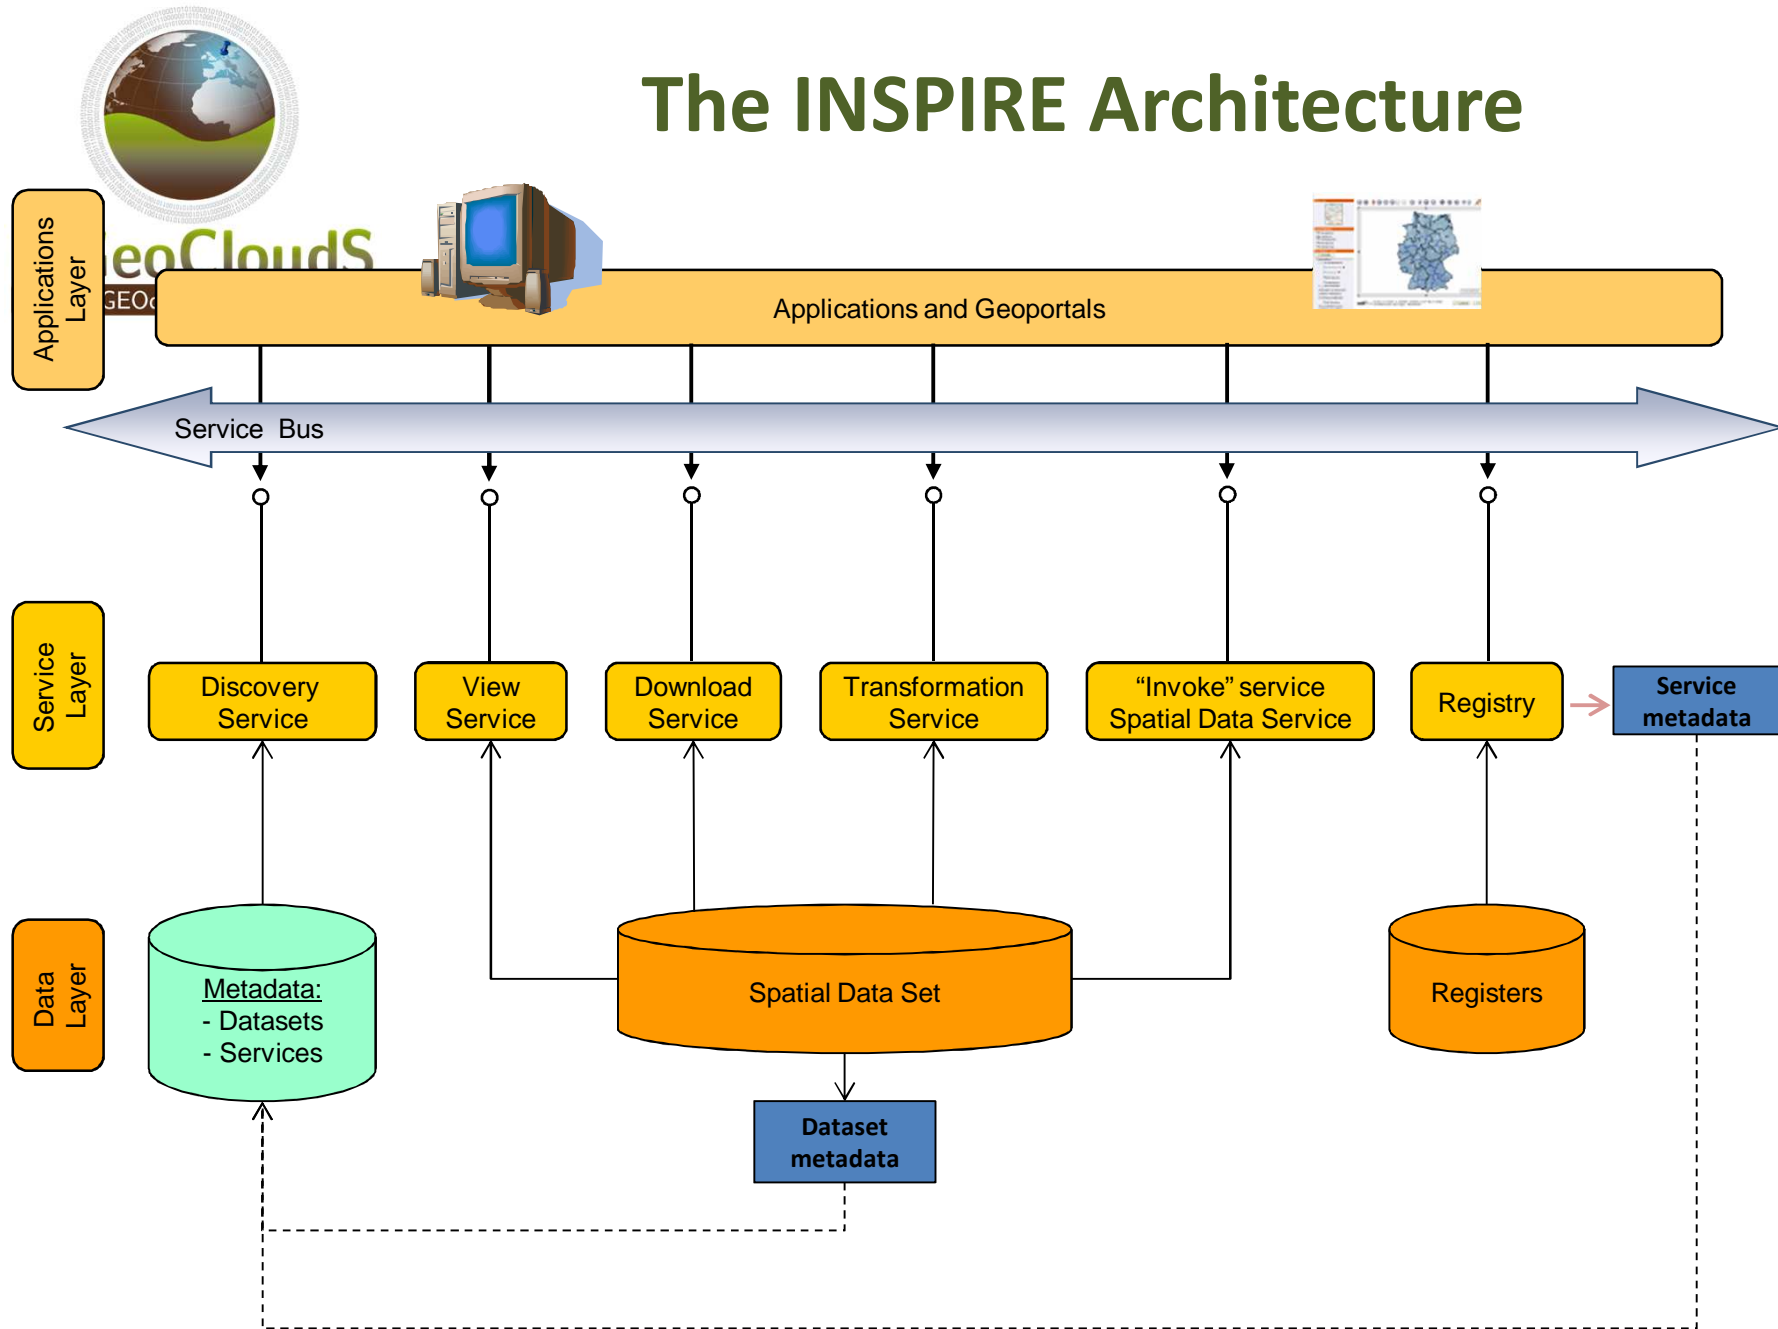 The INSPIRE Architecture
eoCloudS
GEO
Applications
Layer
Applications and Geoportals
Service Bus
Service
Layer
Discovery
Service
View
Service
Download
Service
Transformation
Service
“Invoke” service
Spatial Data Service
Registry
Service
metadata
Data
Layer
Metadata:
- Datasets
- Services
Spatial Data Set
Registers
Dataset
metadata